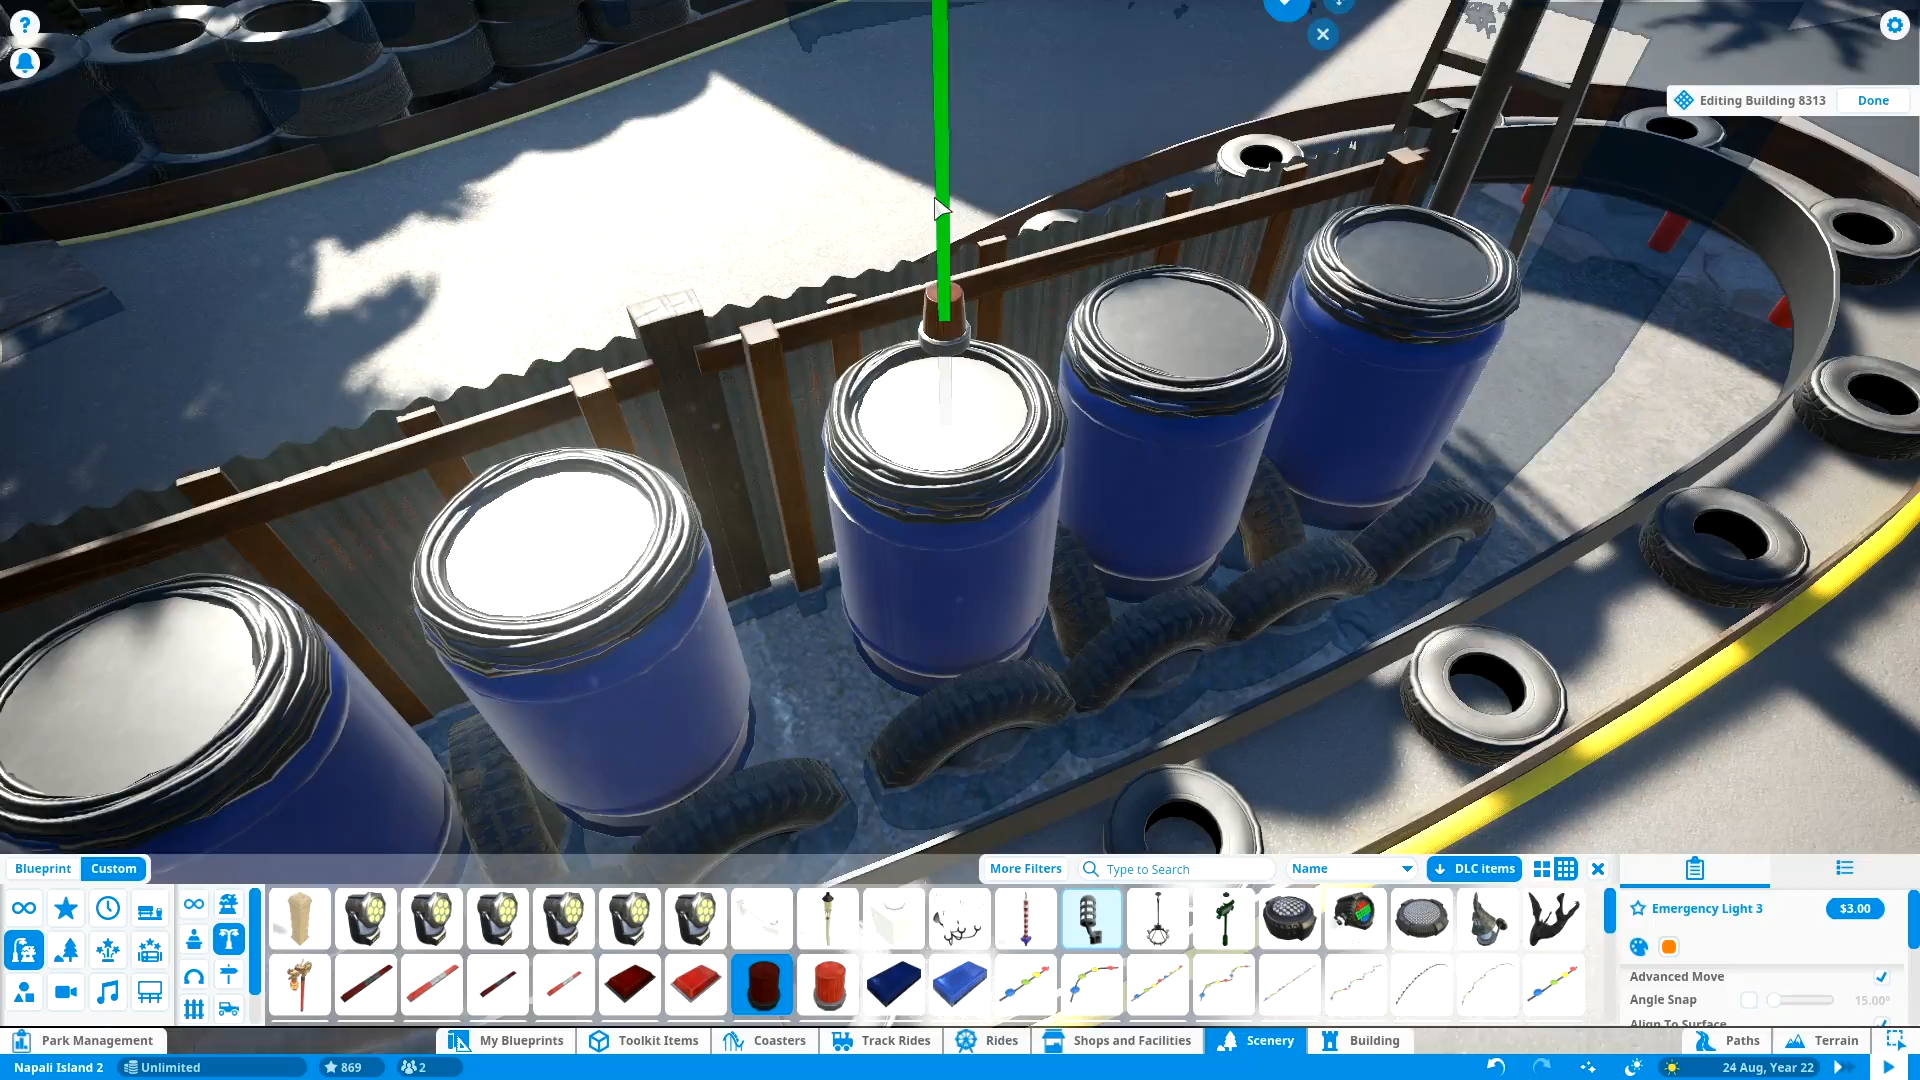 ?
Editing Building 8313
Done
Blueprint
Custom
More Filters
Type to Search
Name
DLC items
Emergency Light 3
$3.00
Advanced Move
Angle Snap
15.00°
Align To Surface
Park Management
My Blueprints
Toolkit Items
Coasters
Track Rides
Rides
Shops and Facilities
Scenery
Building
Paths
Terrain
Napali Island 2
Unlimited
869
2
24 Aug, Year 22